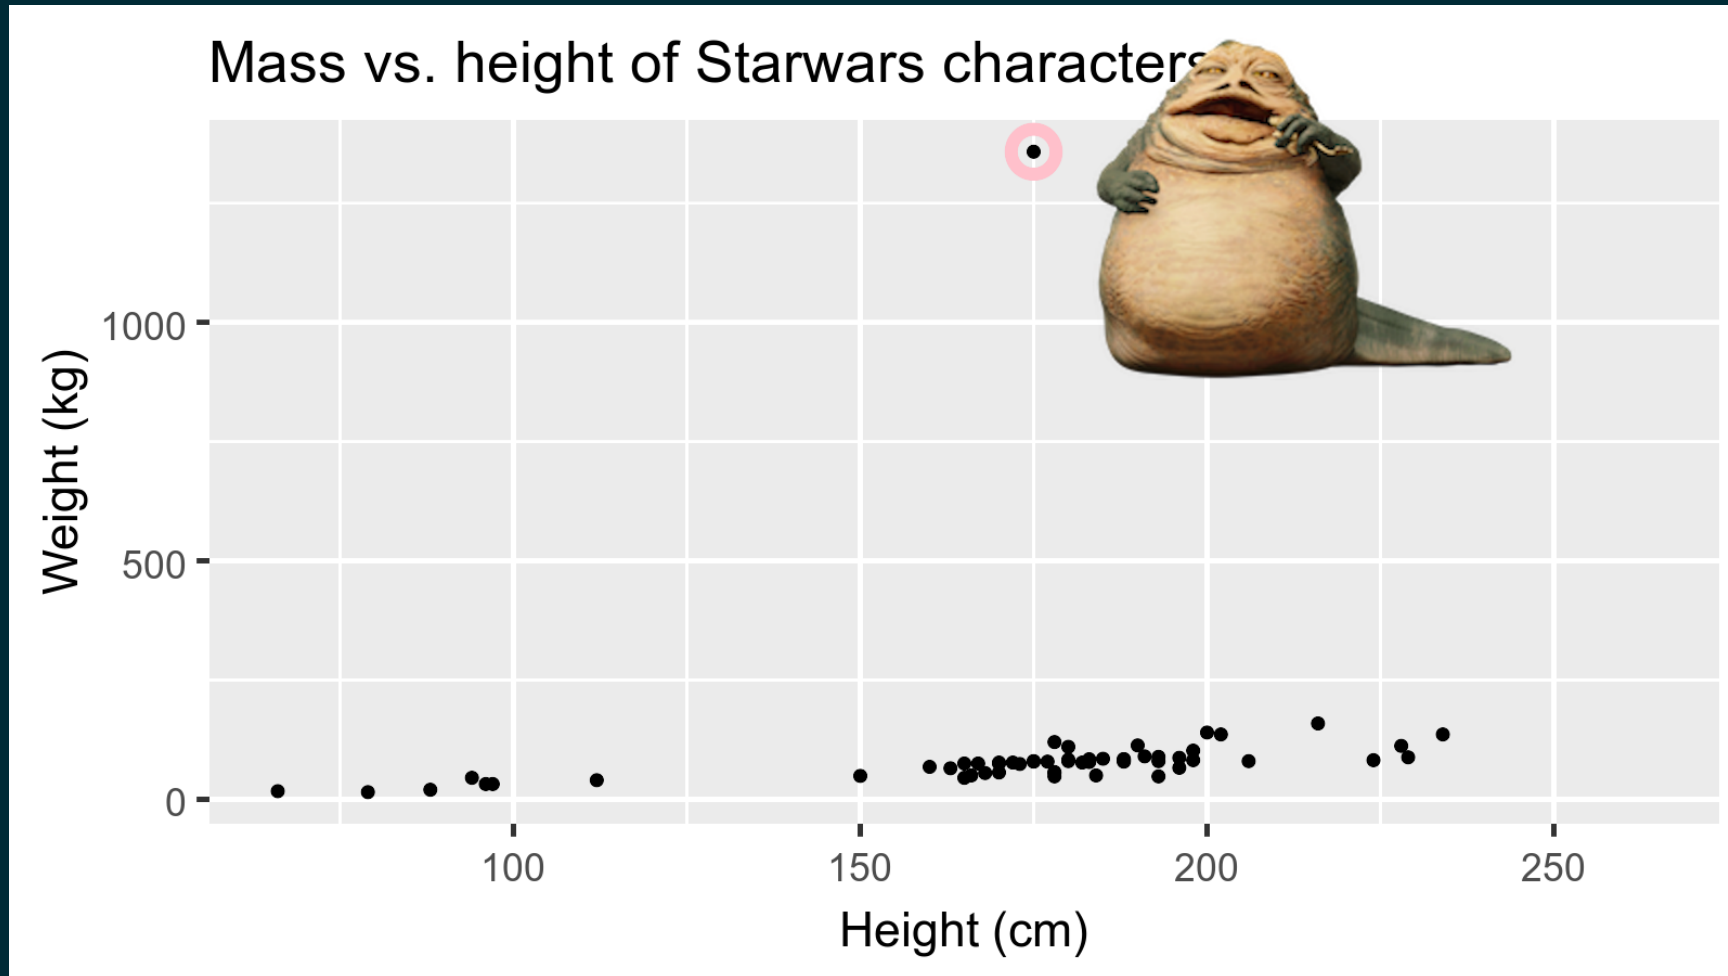 Mass vs. height of Starwars characters
1000
500
0
Weight (kg)
100 150 200 250
Height (cm)